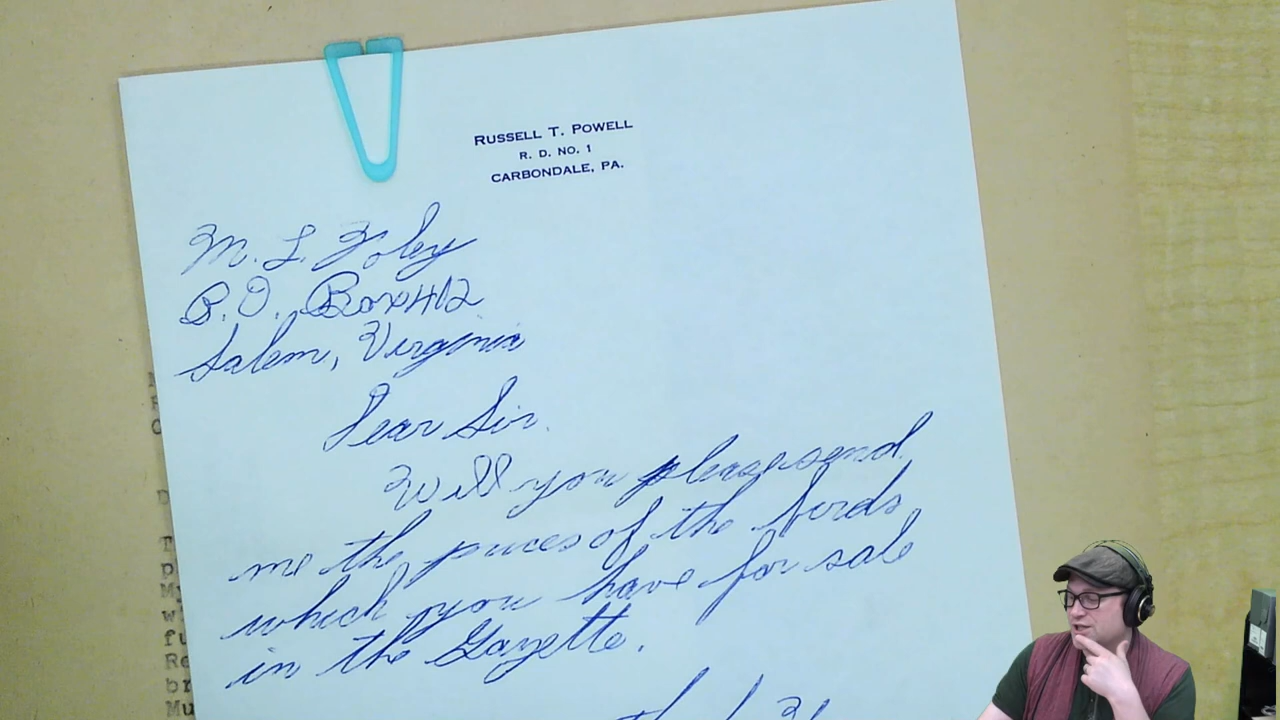 RUSSELL T. POWELL
R. D. NO. 1
CARBONDALE, PA.
M. L. Foley
P.O. Box 412
Salem, Virginia
Dear Sir.
Will you please send
me the prices of the birds
which you have for sale
in the Gazette.